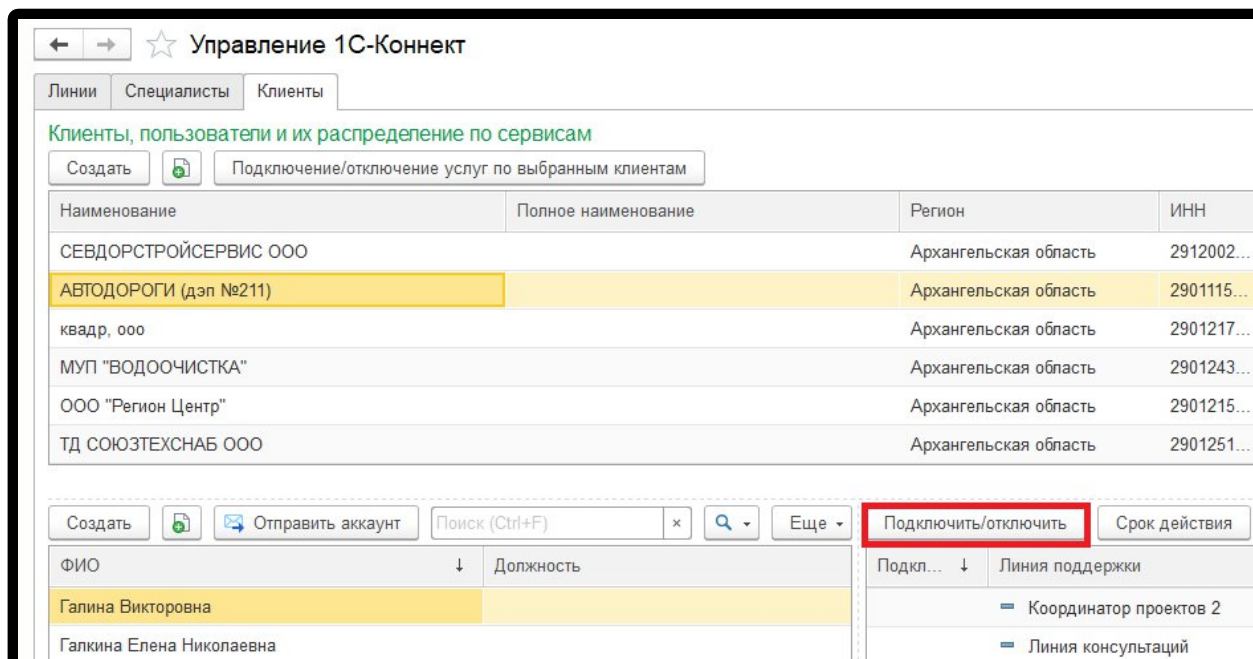 Управление 1С-Коннект
Линии Специалисты Клиенты
Клиенты, пользователи и их распределение по сервисам
Создать Подключение/отключение услуг по выбранным клиентам
Наименование Полное наименование Регион ИНН
СЕВДОРСТРОЙСЕРВИС ООО Архангельская область 2912002...
АВТОДОРОГИ (дэп №211) Архангельская область 2901115...
квадр, ооо Архангельская область 2901217...
МУП "ВОДООЧИСТКА" Архангельская область 2901243...
ООО "Регион Центр" Архангельская область 2901215...
ТД СОЮЗТЕХСНАБ ООО Архангельская область 2901251...
Создать Отправить аккаунт Поиск (Ctrl+F) × Еще Подключить/отключить Срок действия
ФИО ↓ Должность Подкл... ↓ Линия поддержки
Галина Викторовна Координатор проектов 2
Галкина Елена Николаевна Линия консультаций